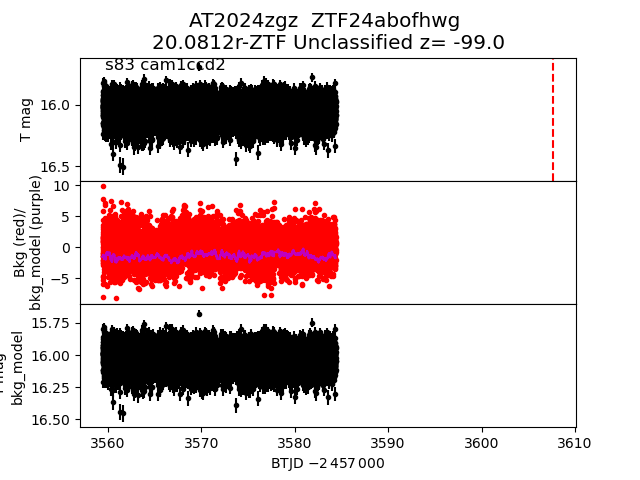 AT2024zgz  ZTF24abofhwg
20.0812r-ZTF Unclassified z= -99.0
s83 cam1ccd2
T mag
16.0
16.5
Bkg (red)/
bkg_model (purple)
10
5
0
−5
bkg_model
15.75
16.00
16.25
16.50
3560 3570 3580 3590 3600 3610
BTJD −2 457 000